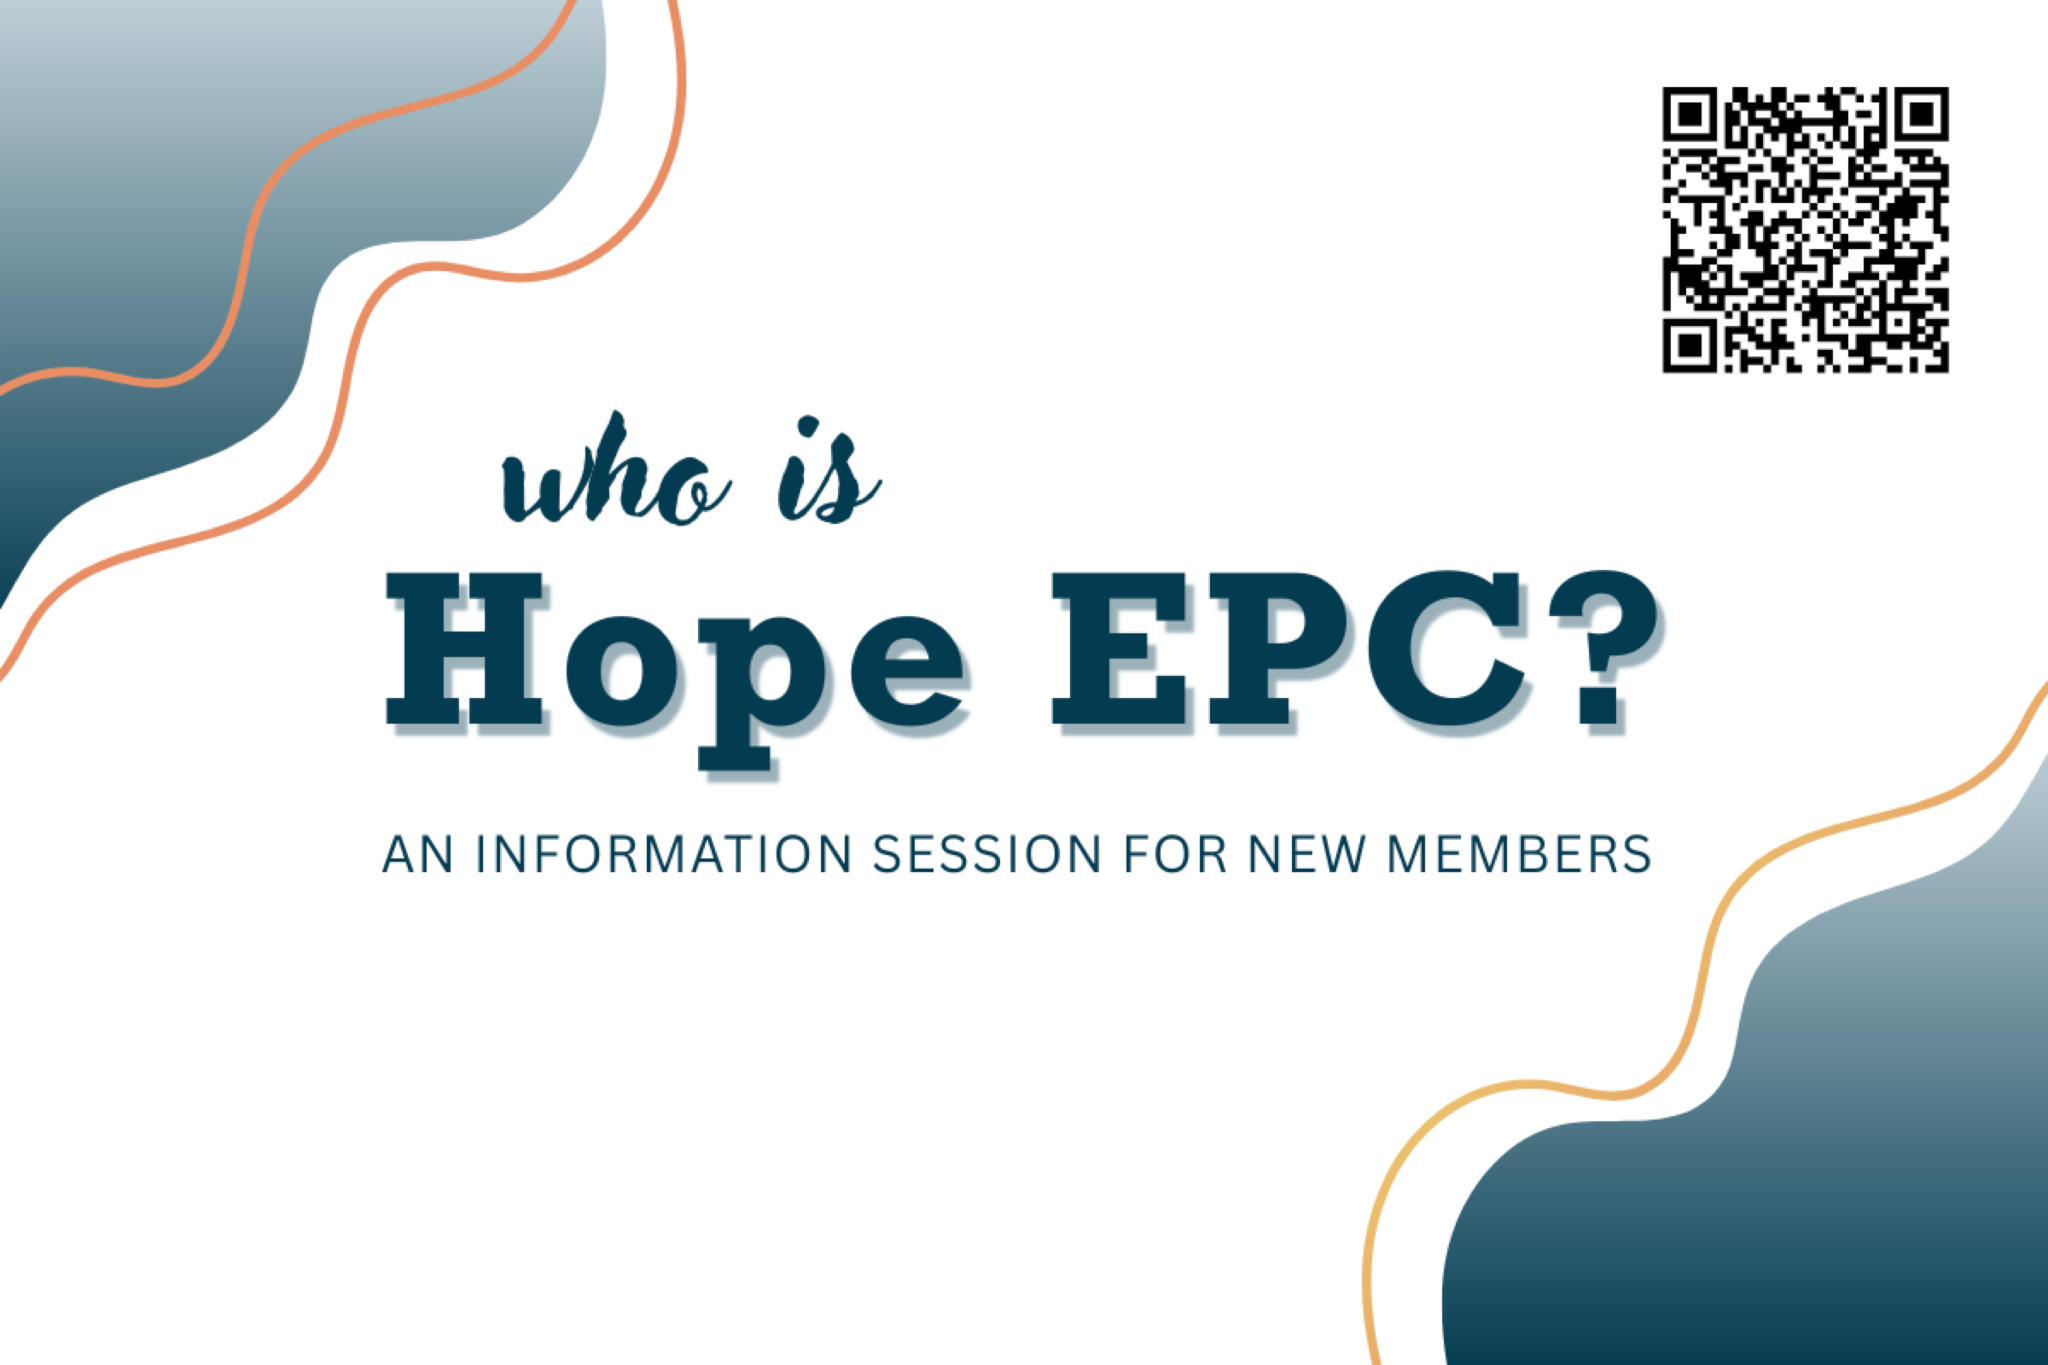 who is
Hope EPC?
AN INFORMATION SESSION FOR NEW MEMBERS